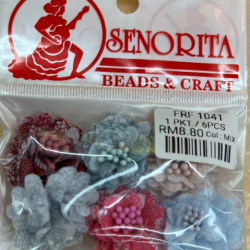 SENORITA
BEADS & CRAFT
FRF 1041
1 PKT / 6PCS
RM8.80 Col : Mix